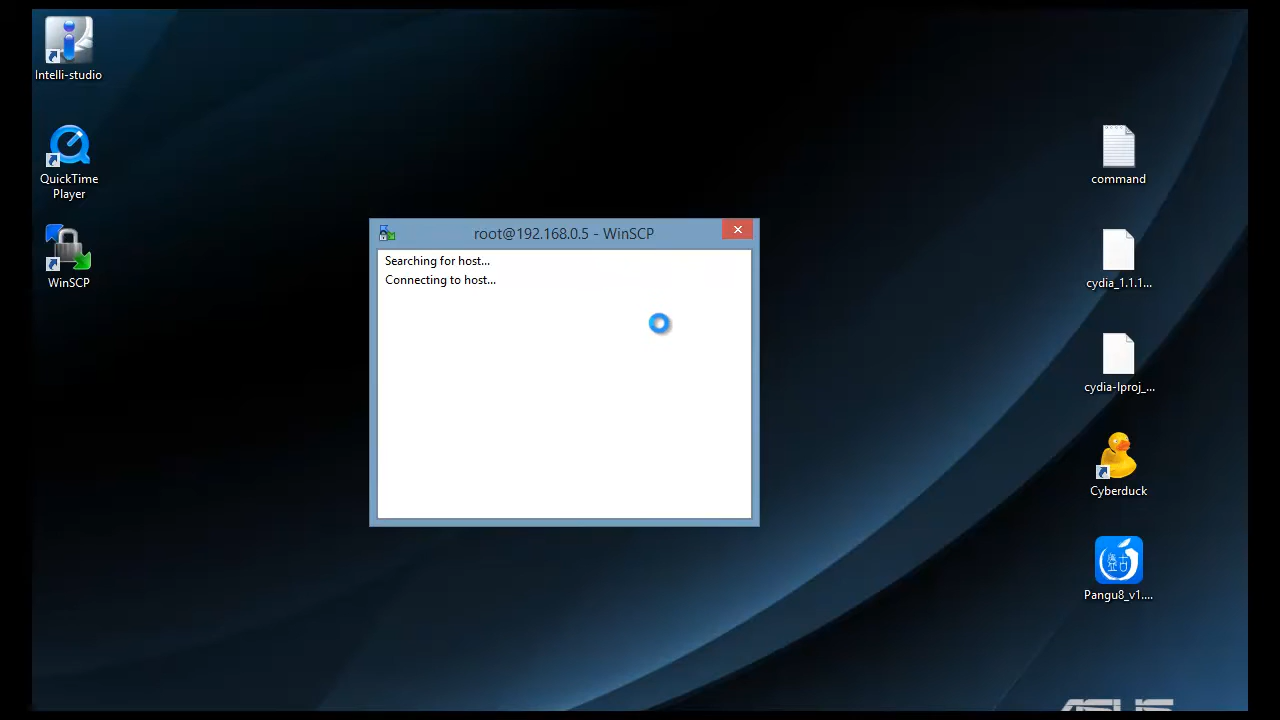 Intelli-studio
QuickTime
Player
WinSCP
root@192.168.0.5 - WinSCP
Searching for host...
Connecting to host...
command
cydia_1.1.1...
cydia-lproj_...
Cyberduck
Pangu8_v1....
ASUS